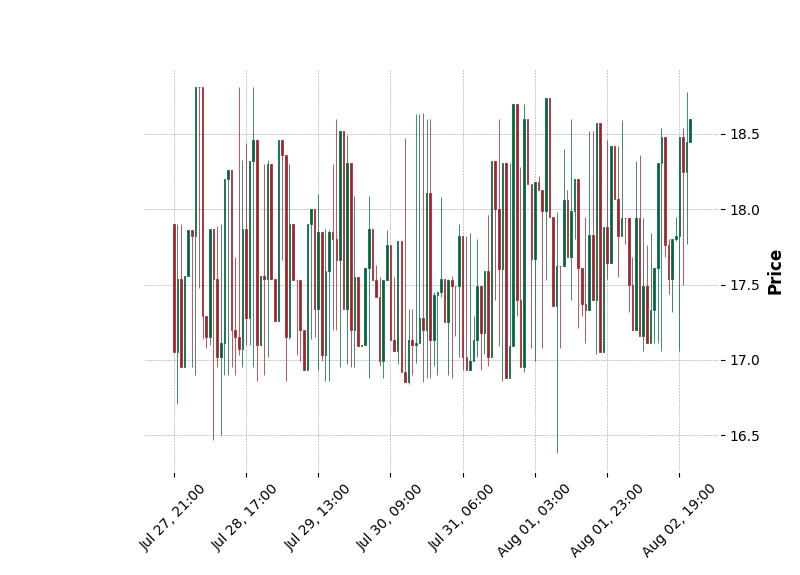 18.5
18.0
17.5
17.0
16.5
Price
Jul 27, 21:00
Jul 28, 17:00
Jul 29, 13:00
Jul 30, 09:00
Jul 31, 06:00
Aug 01, 03:00
Aug 01, 23:00
Aug 02, 19:00